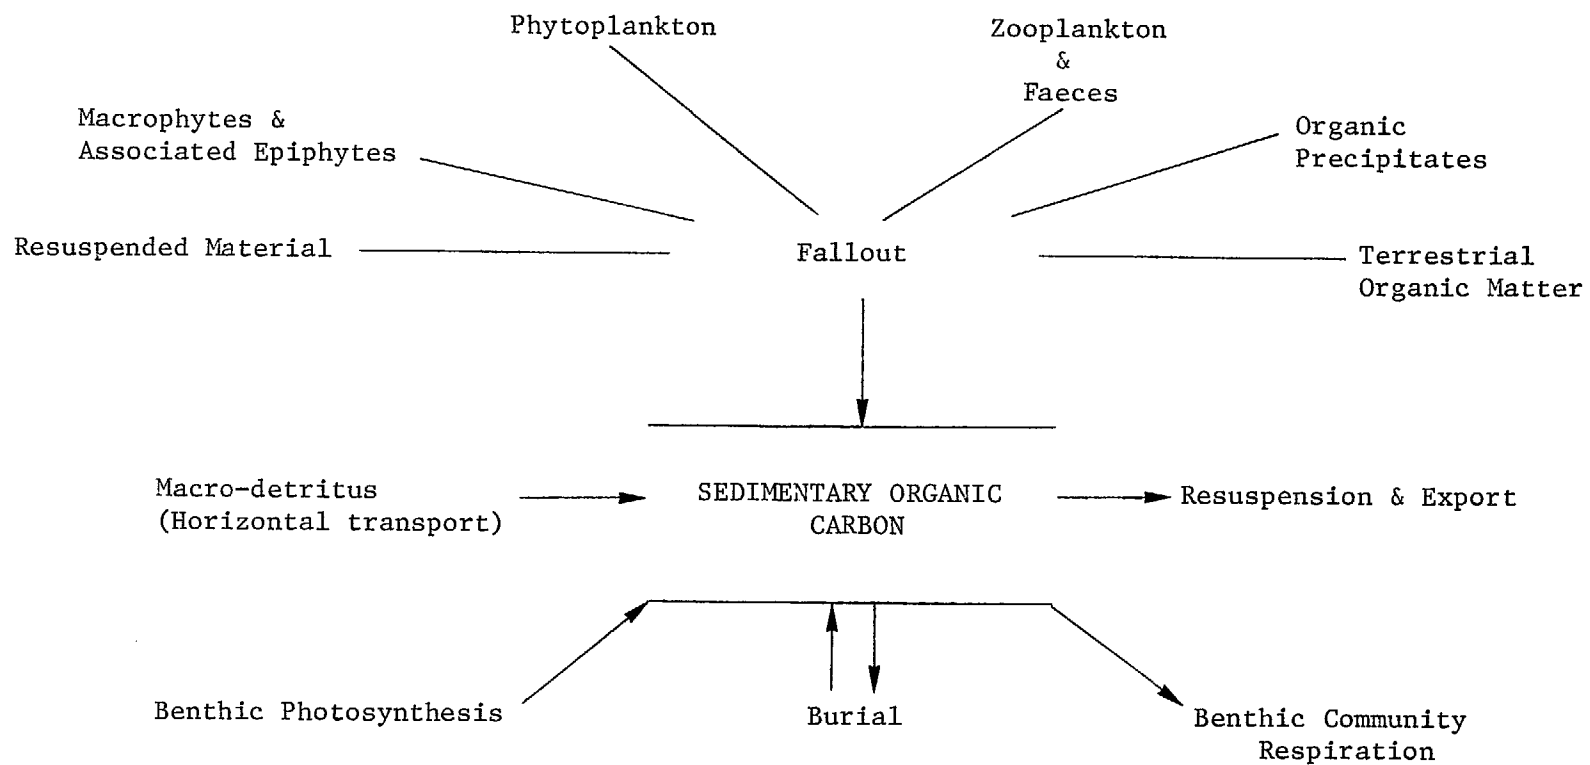 Phytoplankton
Zooplankton
&
Faeces
Macrophytes &
Associated Epiphytes
Organic
Precipitates
Resuspended Material
Fallout
Terrestrial
Organic Matter
Macro-detritus
(Horizontal transport)
SEDIMENTARY ORGANIC
CARBON
Resuspension & Export
Benthic Photosynthesis
Burial
Benthic Community
Respiration